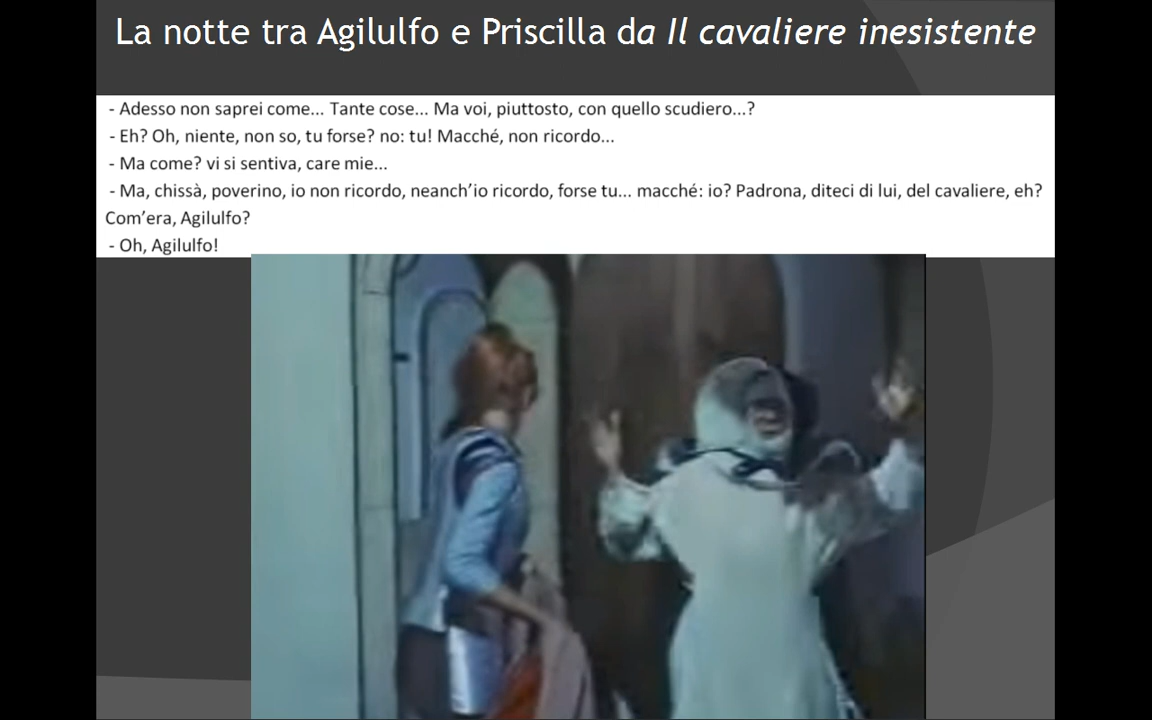 La notte tra Agilulfo e Priscilla da Il cavaliere inesistente
- Adesso non saprei come... Tante cose... Ma voi, piuttosto, con quello scudiero...?
- Eh? Oh, niente, non so, tu forse? no: tu! Macché, non ricordo...
- Ma come? vi si sentiva, care mie...
- Ma, chissà, poverino, io non ricordo, neanch’io ricordo, forse tu... macché: io? Padrona, diteci di lui, del cavaliere, eh?
Com’era, Agilulfo?
- Oh, Agilulfo!